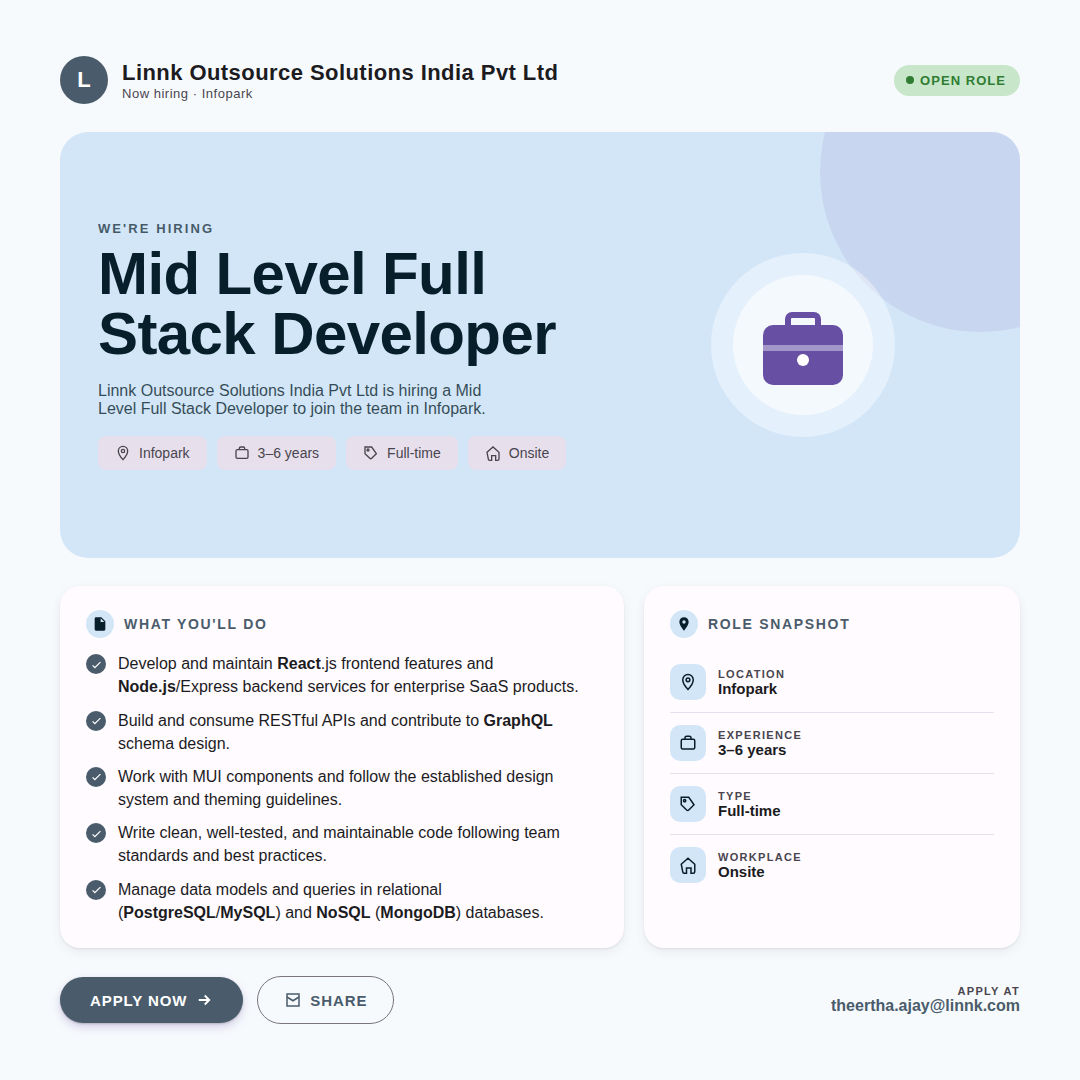 L
Linnk Outsource Solutions India Pvt Ltd
Now hiring · Infopark
OPEN ROLE
WE'RE HIRING
Mid Level Full
Stack Developer
Linnk Outsource Solutions India Pvt Ltd is hiring a Mid
Level Full Stack Developer to join the team in Infopark.
Infopark
3–6 years
Full-time
Onsite
WHAT YOU'LL DO
Develop and maintain React.js frontend features and
Node.js/Express backend services for enterprise SaaS products.
Build and consume RESTful APIs and contribute to GraphQL
schema design.
Work with MUI components and follow the established design
system and theming guidelines.
Write clean, well-tested, and maintainable code following team
standards and best practices.
Manage data models and queries in relational
(PostgreSQL/MySQL) and NoSQL (MongoDB) databases.
ROLE SNAPSHOT
LOCATION
Infopark
EXPERIENCE
3–6 years
TYPE
Full-time
WORKPLACE
Onsite
APPLY NOW
SHARE
APPLY AT
theertha.ajay@linnk.com